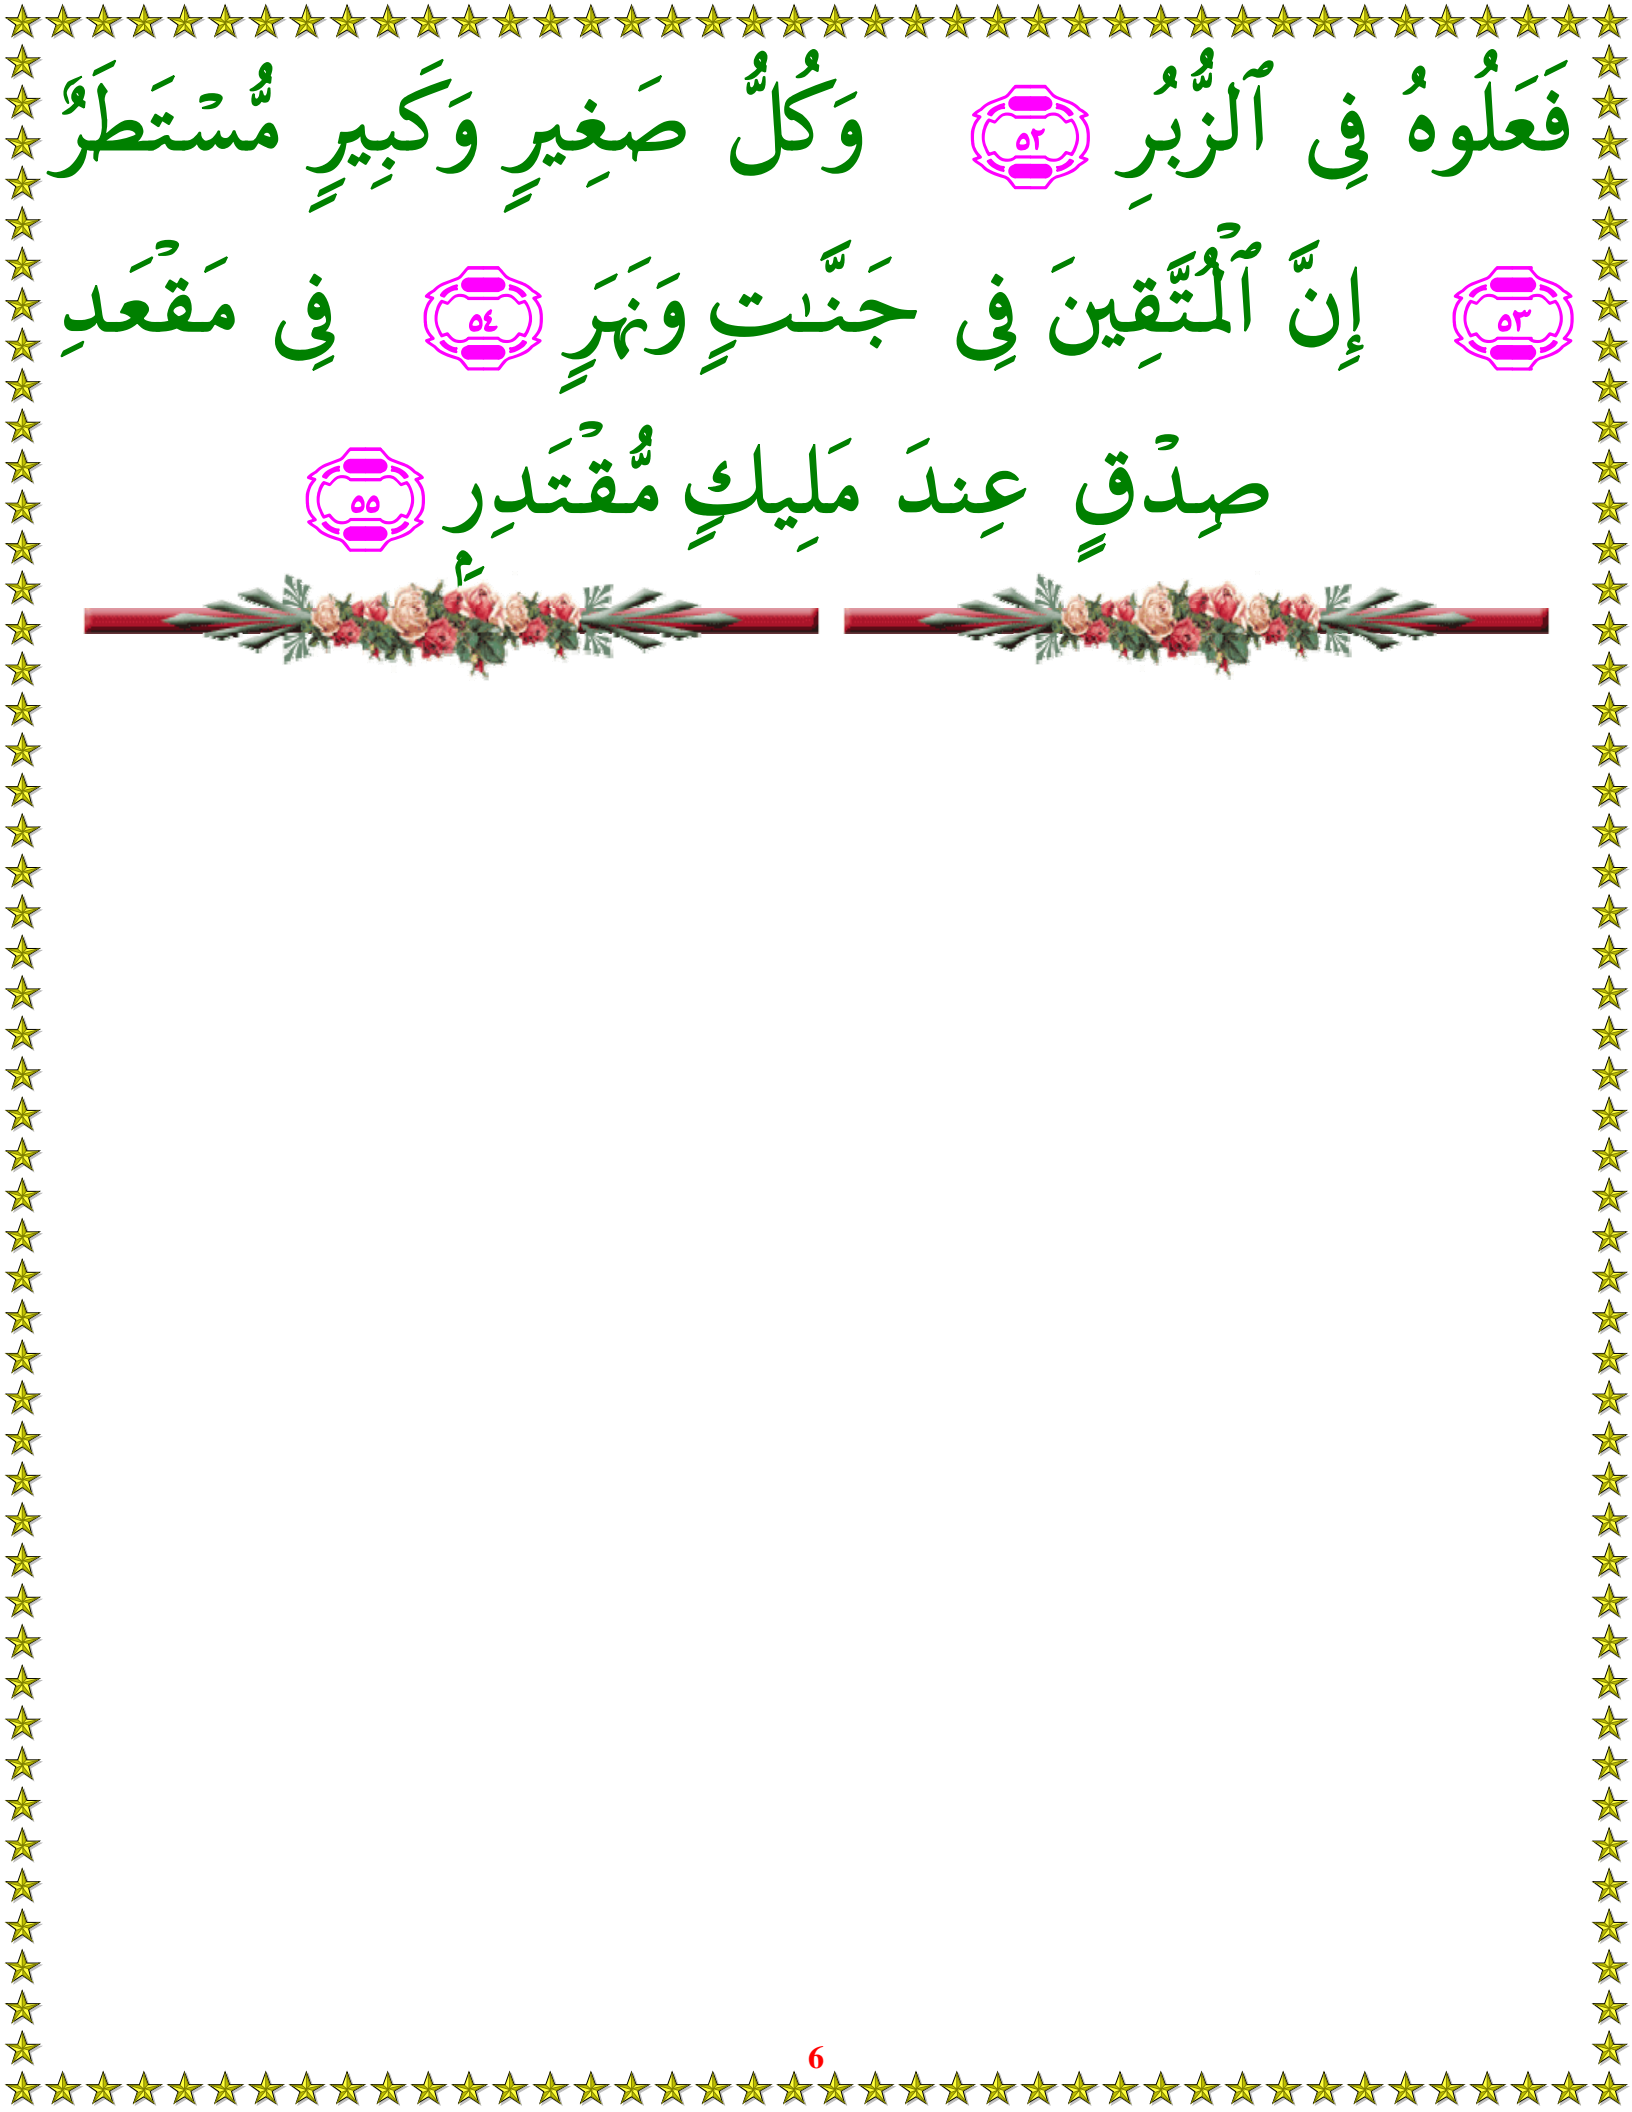 فَعَلُوهُ فِى ٱلزُّبُرِ ٥٢ وَكُلُّ صَغِيرٍ وَكَبِيرٍ مُّسْتَطَرٌ
٥٣ إِنَّ ٱلْمُتَّقِينَ فِى جَنَّـٰتٍ وَنَهَرٍ ٥٤ فِى مَقْعَدِ
صِدْقٍ عِندَ مَلِيكٍ مُّقْتَدِرٍۭ ٥٥
6